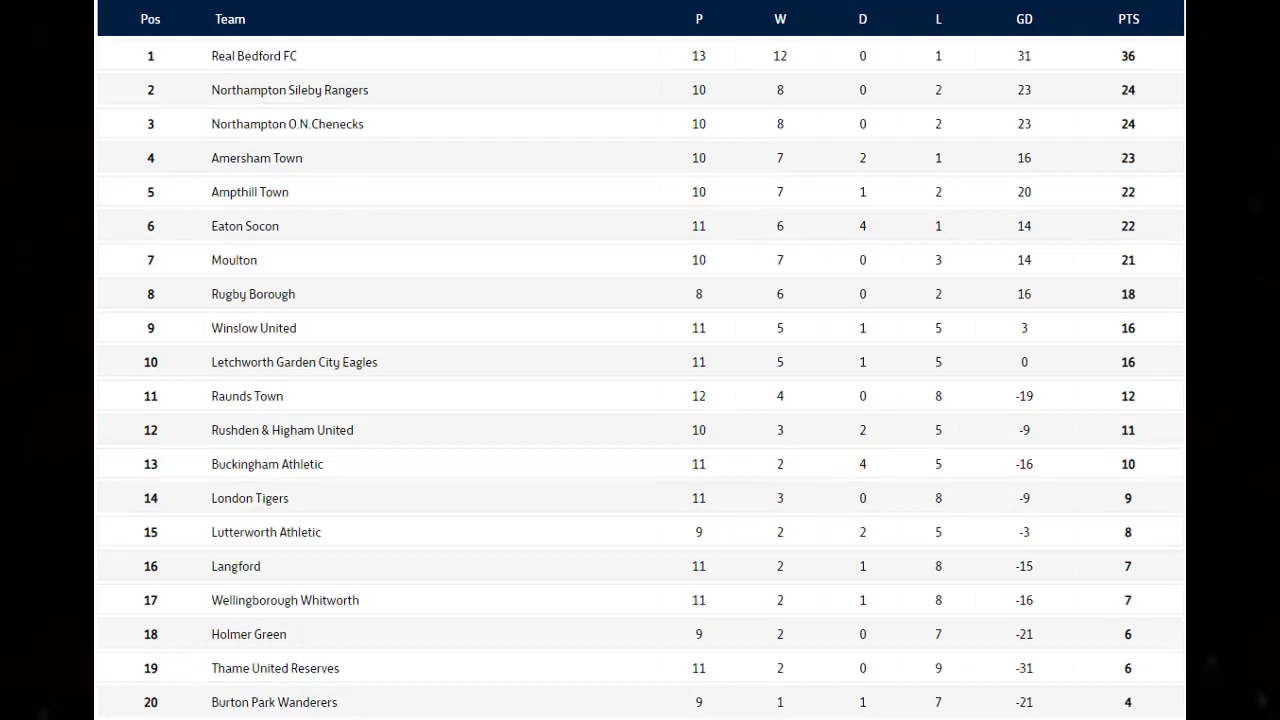 Pos Team P W D L GD PTS
1 Real Bedford FC 13 12 0 1 31 36
2 Northampton Sileby Rangers 10 8 0 2 23 24
3 Northampton O.N.Chenecks 10 8 0 2 23 24
4 Amersham Town 10 7 2 1 16 23
5 Ampthill Town 10 7 1 2 20 22
6 Eaton Socon 11 6 4 1 14 22
7 Moulton 10 7 0 3 14 21
8 Rugby Borough 8 6 0 2 16 18
9 Winslow United 11 5 1 5 3 16
10 Letchworth Garden City Eagles 11 5 1 5 0 16
11 Raunds Town 12 4 0 8 -19 12
12 Rushden & Higham United 10 3 2 5 -9 11
13 Buckingham Athletic 11 2 4 5 -16 10
14 London Tigers 11 3 0 8 -9 9
15 Lutterworth Athletic 9 2 2 5 -3 8
16 Langford 11 2 1 8 -15 7
17 Wellingborough Whitworth 11 2 1 8 -16 7
18 Holmer Green 9 2 0 7 -21 6
19 Thame United Reserves 11 2 0 9 -31 6
20 Burton Park Wanderers 9 1 1 7 -21 4